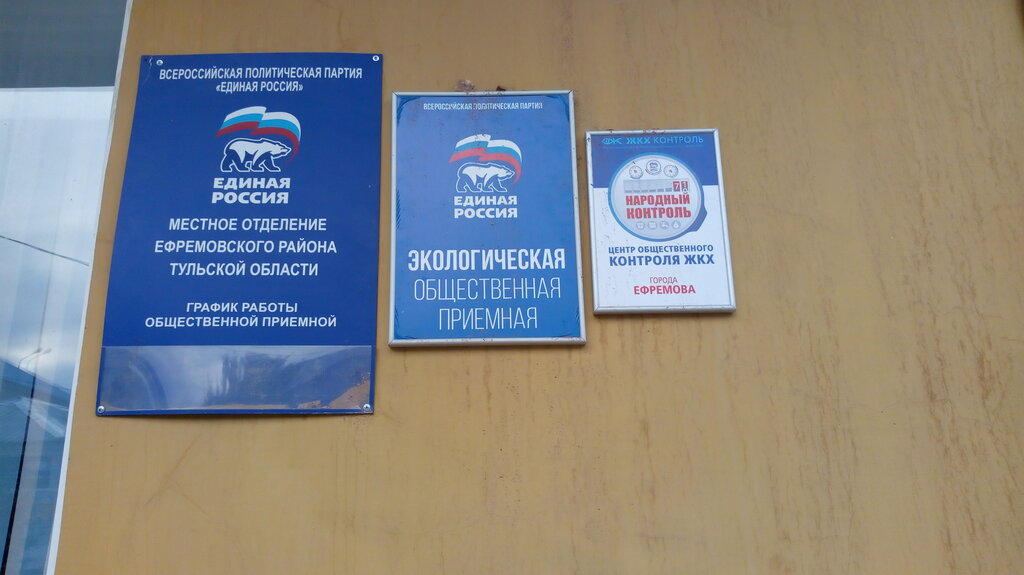 ВСЕРОССИЙСКАЯ ПОЛИТИЧЕСКАЯ ПАРТИЯ
«ЕДИНАЯ РОССИЯ»
ЕДИНАЯ
РОССИЯ
МЕСТНОЕ ОТДЕЛЕНИЕ
ЕФРЕМОВСКОГО РАЙОНА
ТУЛЬСКОЙ ОБЛАСТИ
ГРАФИК РАБОТЫ
ОБЩЕСТВЕННОЙ ПРИЕМНОЙ
ВСЕРОССИЙСКАЯ ПОЛИТИЧЕСКАЯ ПАРТИЯ
ЕДИНАЯ
РОССИЯ
ЭКОЛОГИЧЕСКАЯ
ОБЩЕСТВЕННАЯ
ПРИЕМНАЯ
ЖКХ КОНТРОЛЬ
НАРОДНЫЙ
КОНТРОЛЬ
ЦЕНТР ОБЩЕСТВЕННОГО
КОНТРОЛЯ ЖКХ
ГОРОДА
ЕФРЕМОВА